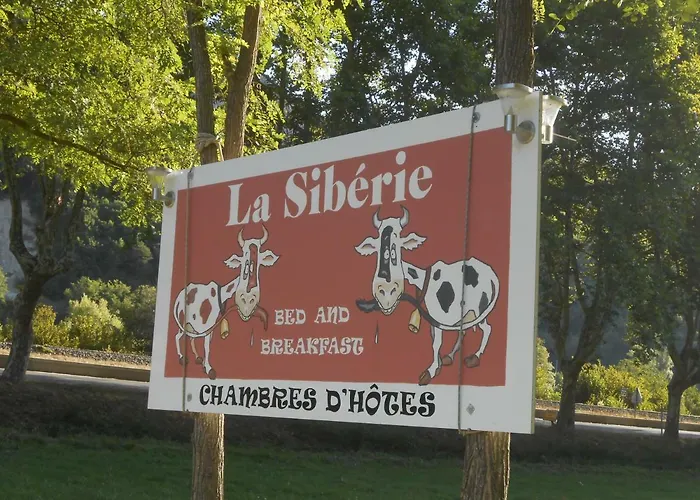 La Sibérie
BED AND
BREAKFAST
CHAMBRES D'HÔTES